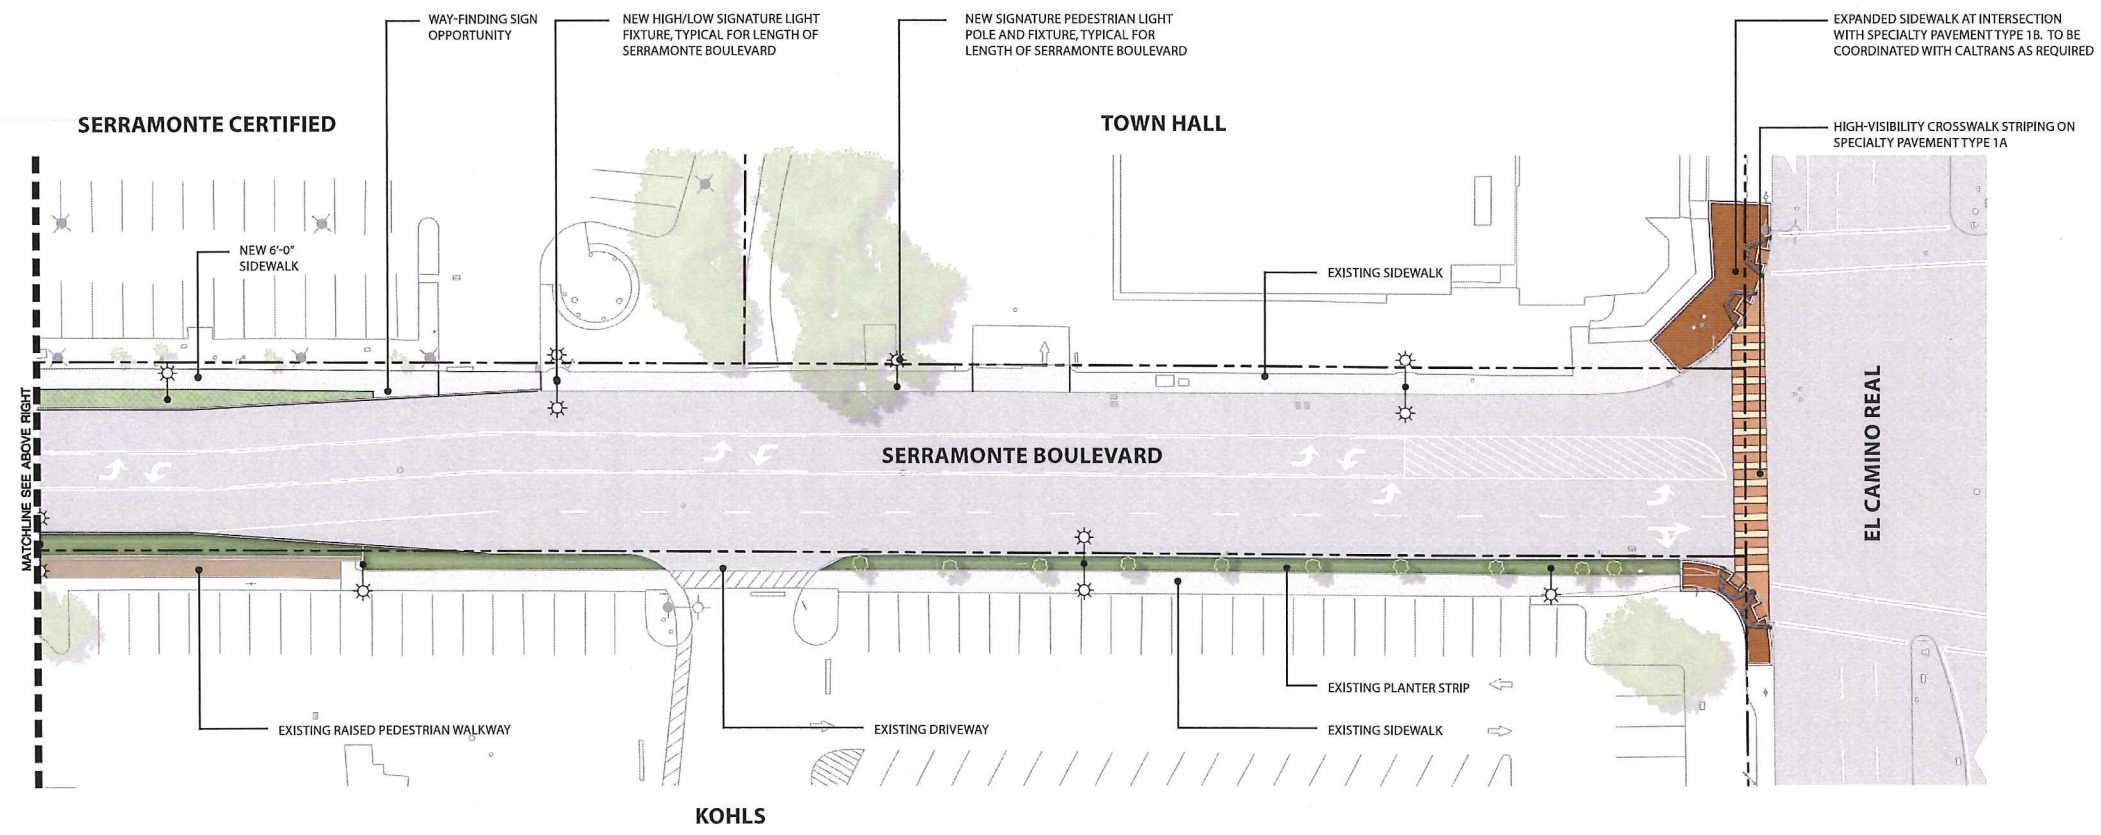 WAY-FINDING SIGN
OPPORTUNITY
NEW HIGH/LOW SIGNATURE LIGHT
FIXTURE, TYPICAL FOR LENGTH OF
SERRAMONTE BOULEVARD
NEW SIGNATURE PEDESTRIAN LIGHT
POLE AND FIXTURE, TYPICAL FOR
LENGTH OF SERRAMONTE BOULEVARD
EXPANDED SIDEWALK AT INTERSECTION
WITH SPECIALTY PAVEMENT TYPE 1B. TO BE
COORDINATED WITH CALTRANS AS REQUIRED
SERRAMONTE CERTIFIED
TOWN HALL
HIGH-VISIBILITY CROSSWALK STRIPING ON
SPECIALTY PAVEMENT TYPE 1A
NEW 6'-0"
SIDEWALK
EXISTING SIDEWALK
MATCHLINE SEE ABOVE RIGHT
SERRAMONTE BOULEVARD
EL CAMINO REAL
EXISTING PLANTER STRIP
EXISTING RAISED PEDESTRIAN WALKWAY
EXISTING DRIVEWAY
EXISTING SIDEWALK
KOHLS